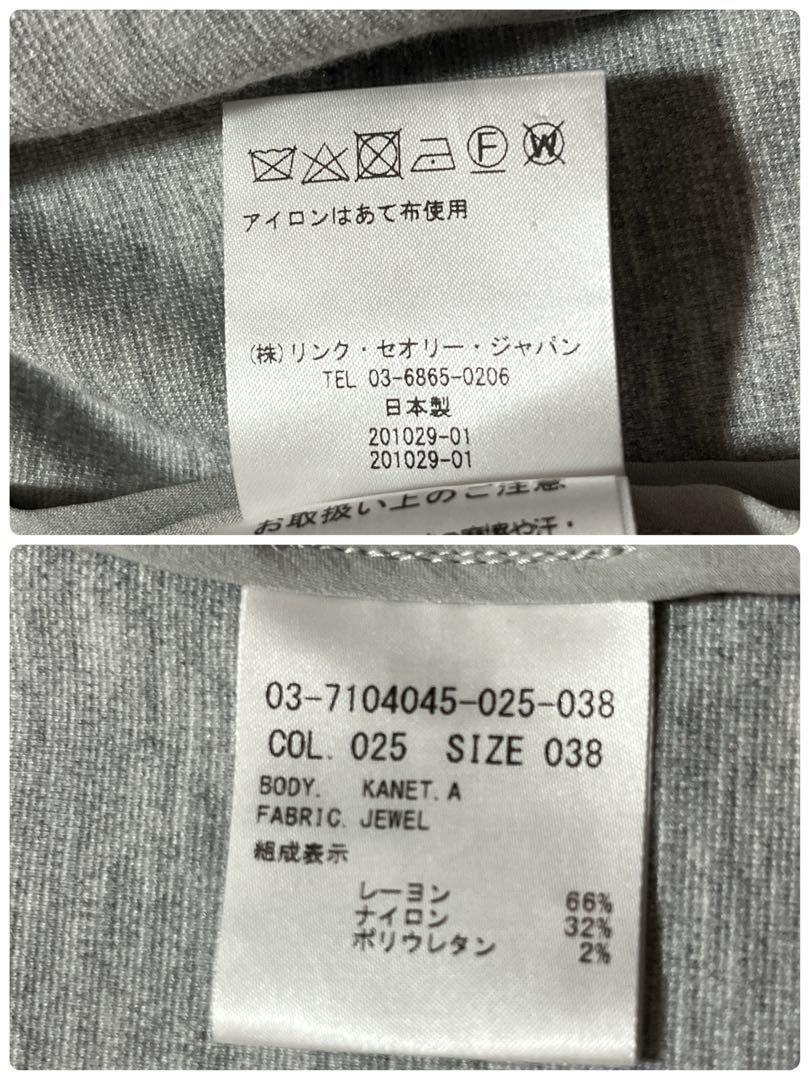 F W
アイロンはあて布使用
(株)リンク・セオリー・ジャパン
TEL 03-6865-0206
日本製
201029-01
201029-01
お取扱い上のご注意
や汗・
03-7104045-025-038
COL. 025 SIZE 038
BODY. KANET.A
FABRIC. JEWEL
組成表示
レーヨン 66%
ナイロン 32%
ポリウレタン 2%